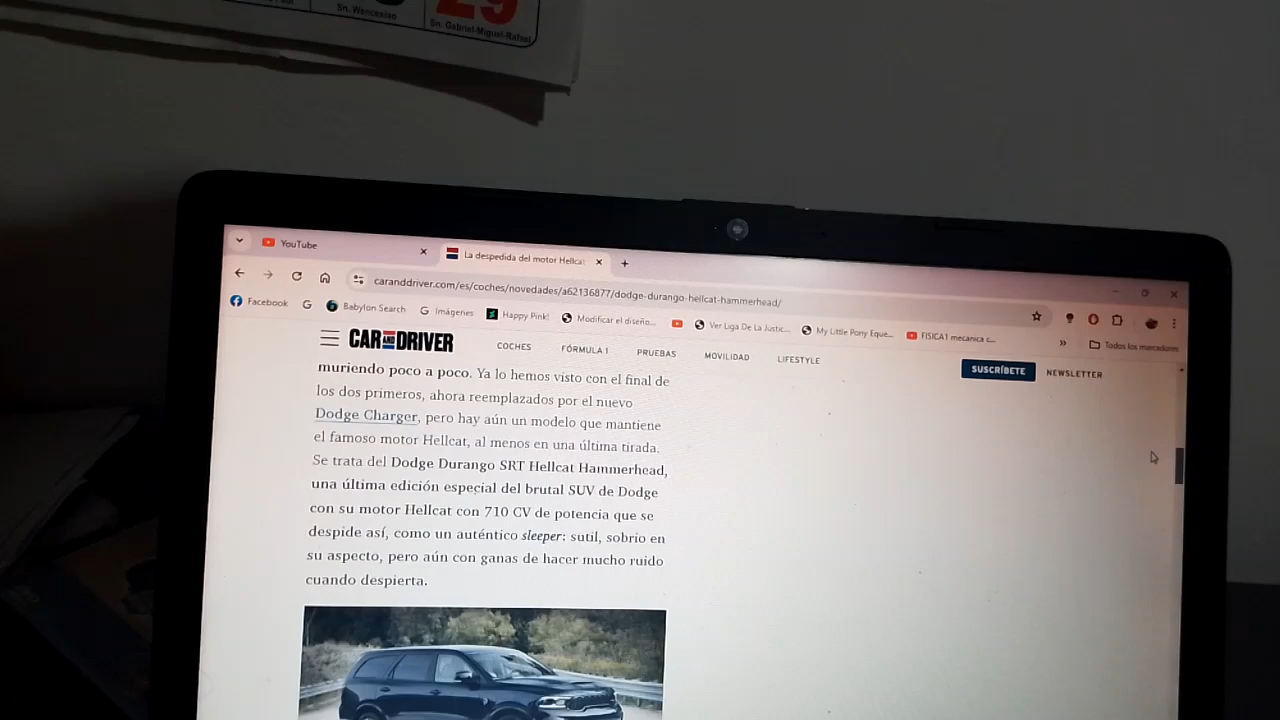 Sn. Wenceslao
29
Sn. Gabriel-Miguel-Rafael
YouTube
La despedida del motor Hellcat
caranddriver.com/es/coches/novedades/a62136877/dodge-durango-hellcat-hammerhead/
Facebook
Babylon Search
Imágenes
Happy Pink!
Modificar el diseño...
Ver Liga De La Justic...
My Little Pony Eque...
FISICA1 mecánica c...
Todos los marcadores
CAR AND DRIVER
COCHES
FÓRMULA 1
PRUEBAS
MOVILIDAD
LIFESTYLE
SUSCRÍBETE
NEWSLETTER
muriendo poco a poco. Ya lo hemos visto con el final de
los dos primeros, ahora reemplazados por el nuevo
Dodge Charger, pero hay aún un modelo que mantiene
el famoso motor Hellcat, al menos en una última tirada.
Se trata del Dodge Durango SRT Hellcat Hammerhead,
una última edición especial del brutal SUV de Dodge
con su motor Hellcat con 710 CV de potencia que se
despide así, como un auténtico sleeper: sutil, sobrio en
su aspecto, pero aún con ganas de hacer mucho ruido
cuando despierta.